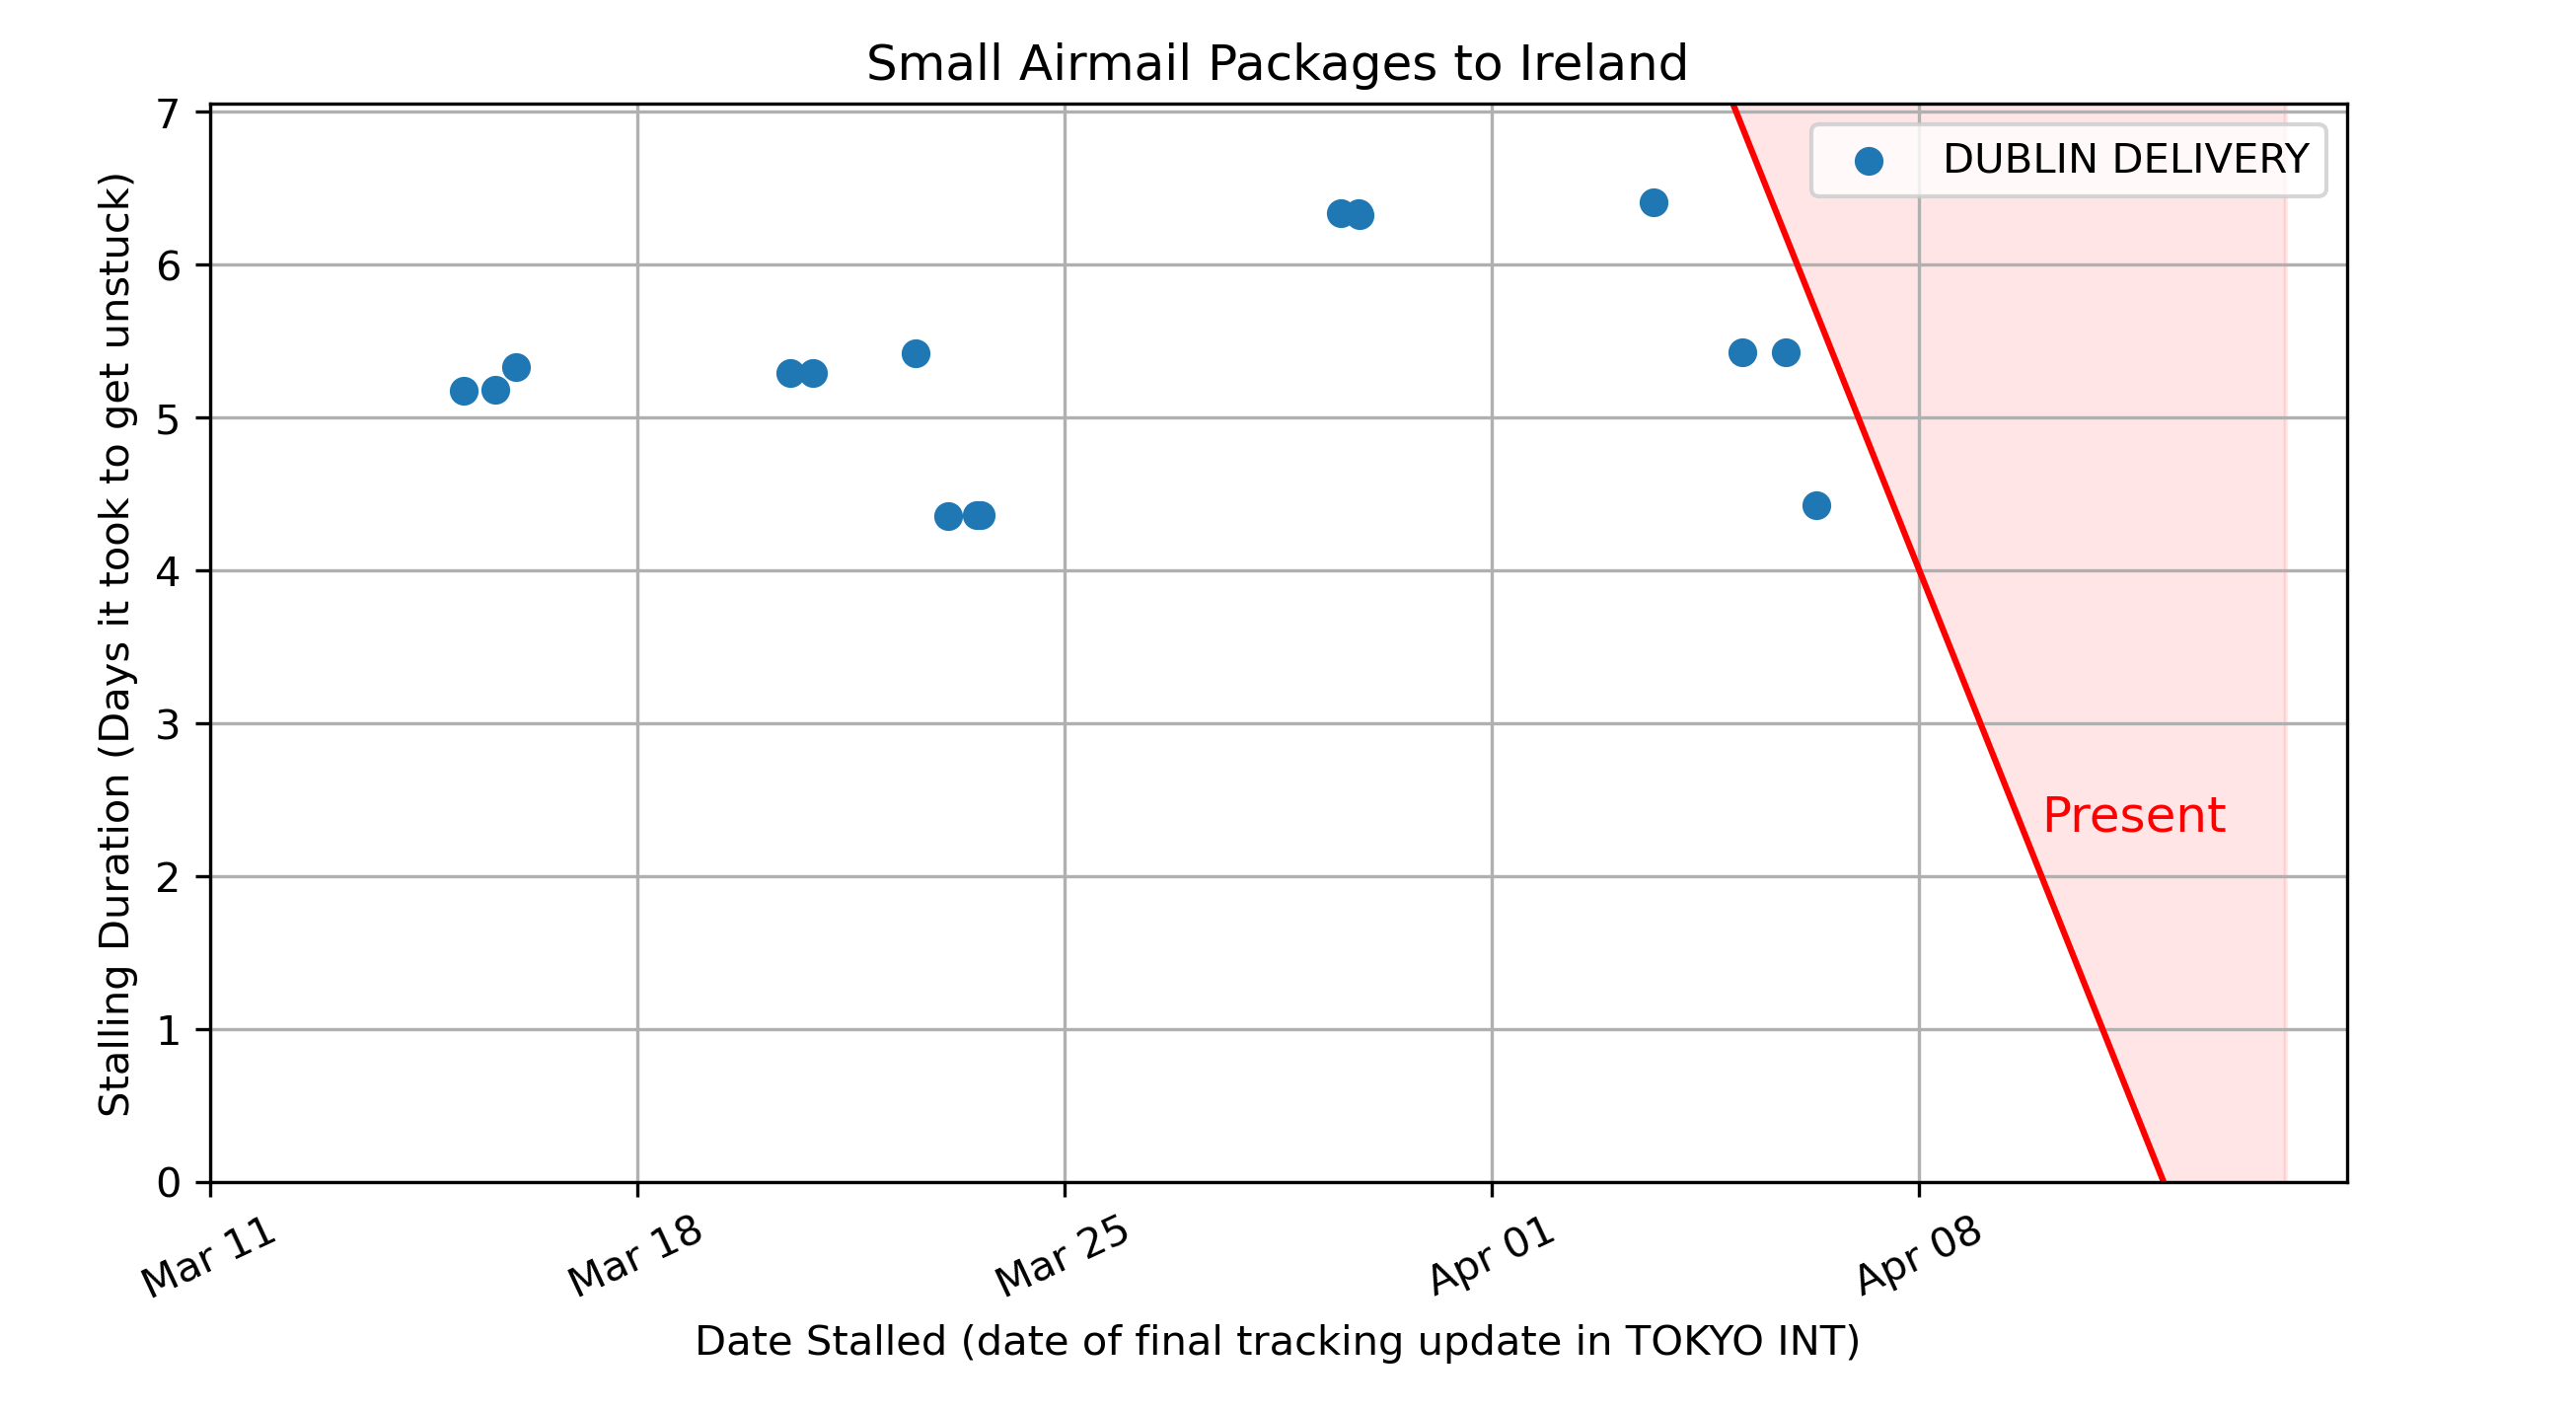 Small Airmail Packages to Ireland
DUBLIN DELIVERY
Stalling Duration (Days it took to get unstuck)
7
6
5
4
3
2
1
0
Present
Mar 11
Mar 18
Mar 25
Apr 01
Apr 08
Date Stalled (date of final tracking update in TOKYO INT)